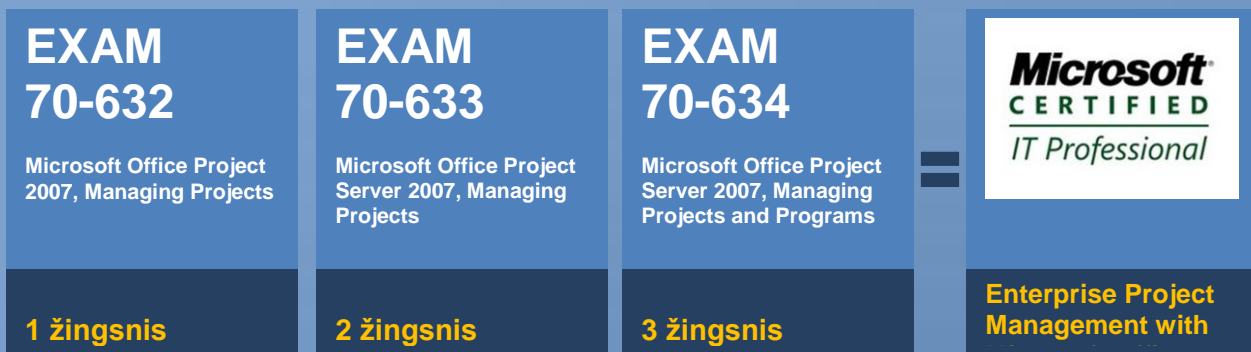 EXAM
70-632
Microsoft Office Project
2007, Managing Projects
1 žingsnis
EXAM
70-633
Microsoft Office Project
Server 2007, Managing
Projects
2 žingsnis
EXAM
70-634
Microsoft Office Project
Server 2007, Managing
Projects and Programs
3 žingsnis
=
Microsoft
CERTIFIED
IT Professional
Enterprise Project
Management with